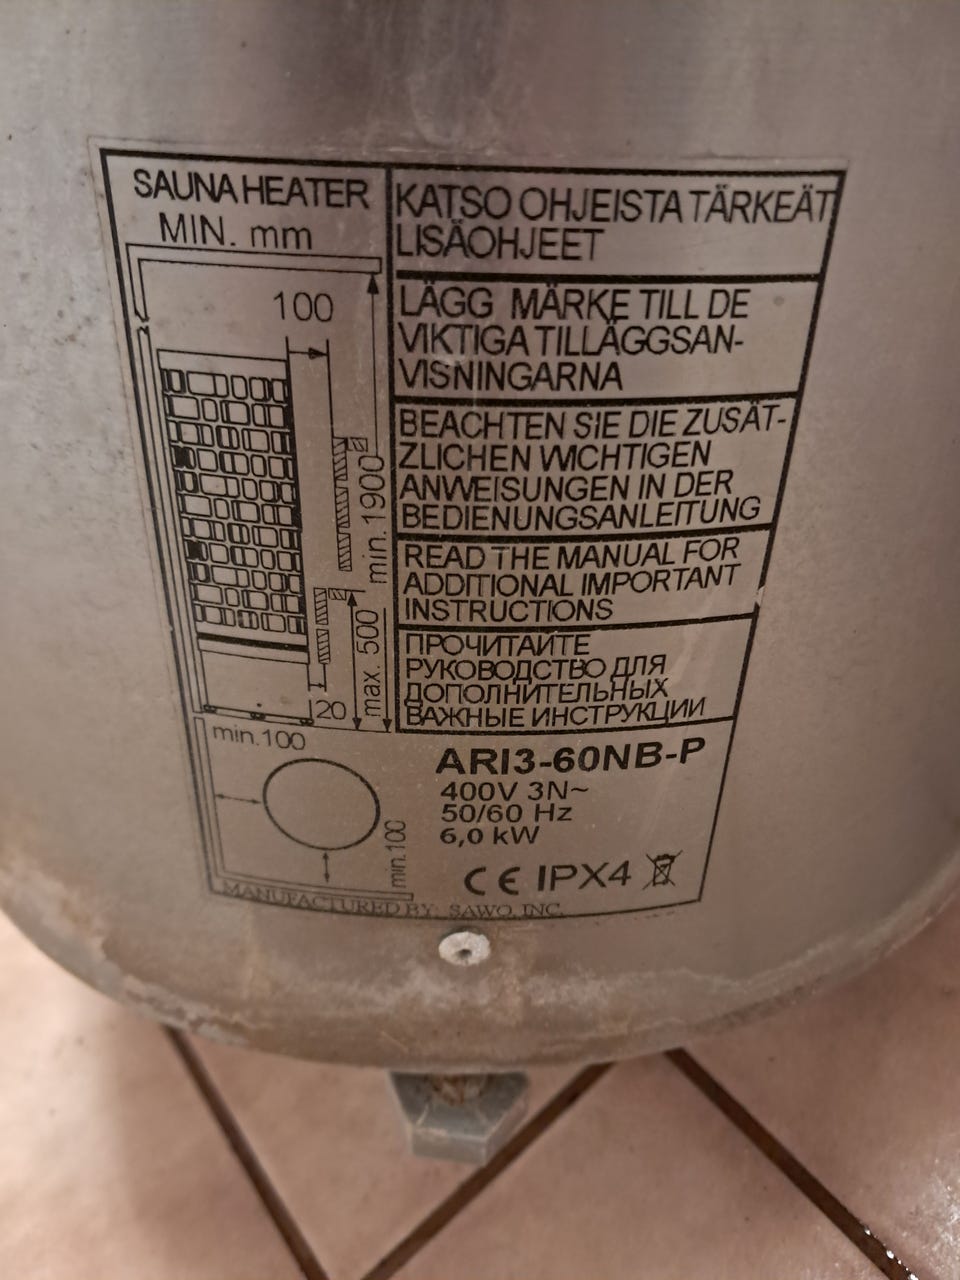 SAUNA HEATER
MIN. mm
100
min. 1900
max. 500
20
KATSO OHJEISTA TÄRKEÄT
LISÄOHJEET
LÄGG MÄRKE TILL DE
VIKTIGA TILLÄGGSAN-
VISNINGARNA
BEACHTEN SIE DIE ZUSÄT-
ZLICHEN WICHTIGEN
ANWEISUNGEN IN DER
BEDIENUNGSANLEITUNG
READ THE MANUAL FOR
ADDITIONAL IMPORTANT
INSTRUCTIONS
ПРОЧИТАЙТЕ
РУКОВОДСТВО ДЛЯ
ДОПОЛНИТЕЛЬНЫХ
ВАЖНЫЕ ИНСТРУКЦИИ
min.100
min.100
ARI3-60NB-P
400V 3N~
50/60 Hz
6,0 kW
CE IPX4
MANUFACTURED BY: SAWO, INC.